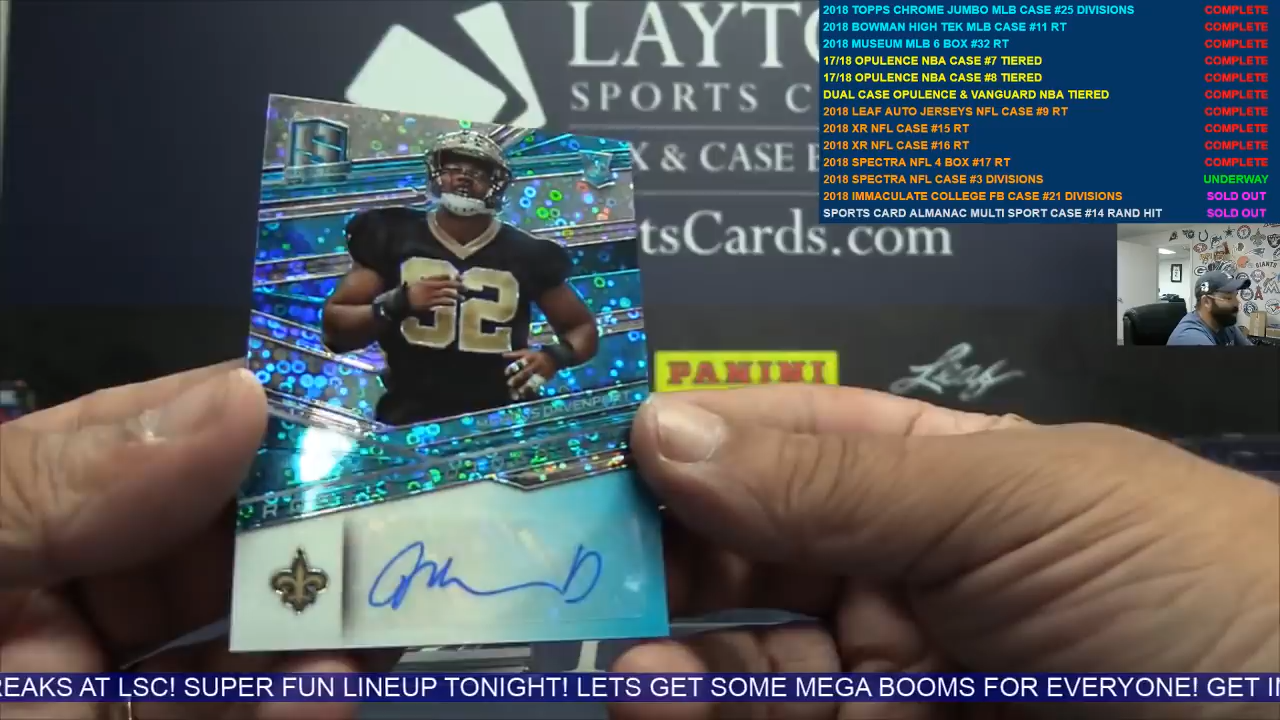 2018 TOPPS CHROME JUMBO MLB CASE #25 DIVISIONS COMPLETE
2018 BOWMAN HIGH TEK MLB CASE #11 RT COMPLETE
2018 MUSEUM MLB 6 BOX #32 RT COMPLETE
17/18 OPULENCE NBA CASE #7 TIERED COMPLETE
17/18 OPULENCE NBA CASE #8 TIERED COMPLETE
DUAL CASE OPULENCE & VANGUARD NBA TIERED COMPLETE
2018 LEAF AUTO JERSEYS NFL CASE #9 RT COMPLETE
2018 XR NFL CASE #15 RT COMPLETE
2018 XR NFL CASE #16 RT COMPLETE
2018 SPECTRA NFL 4 BOX #17 RT COMPLETE
2018 SPECTRA NFL CASE #3 DIVISIONS UNDERWAY
2018 IMMACULATE COLLEGE FB CASE #21 DIVISIONS SOLD OUT
SPORTS CARD ALMANAC MULTI SPORT CASE #14 RAND HIT SOLD OUT
LAYTO
SPORTS C
X & CASE
tsCards.com
92
PANINI
Leaf
DAVENPORT
REAKS AT LSC! SUPER FUN LINEUP TONIGHT! LETS GET SOME MEGA BOOMS FOR EVERYONE! GET IN